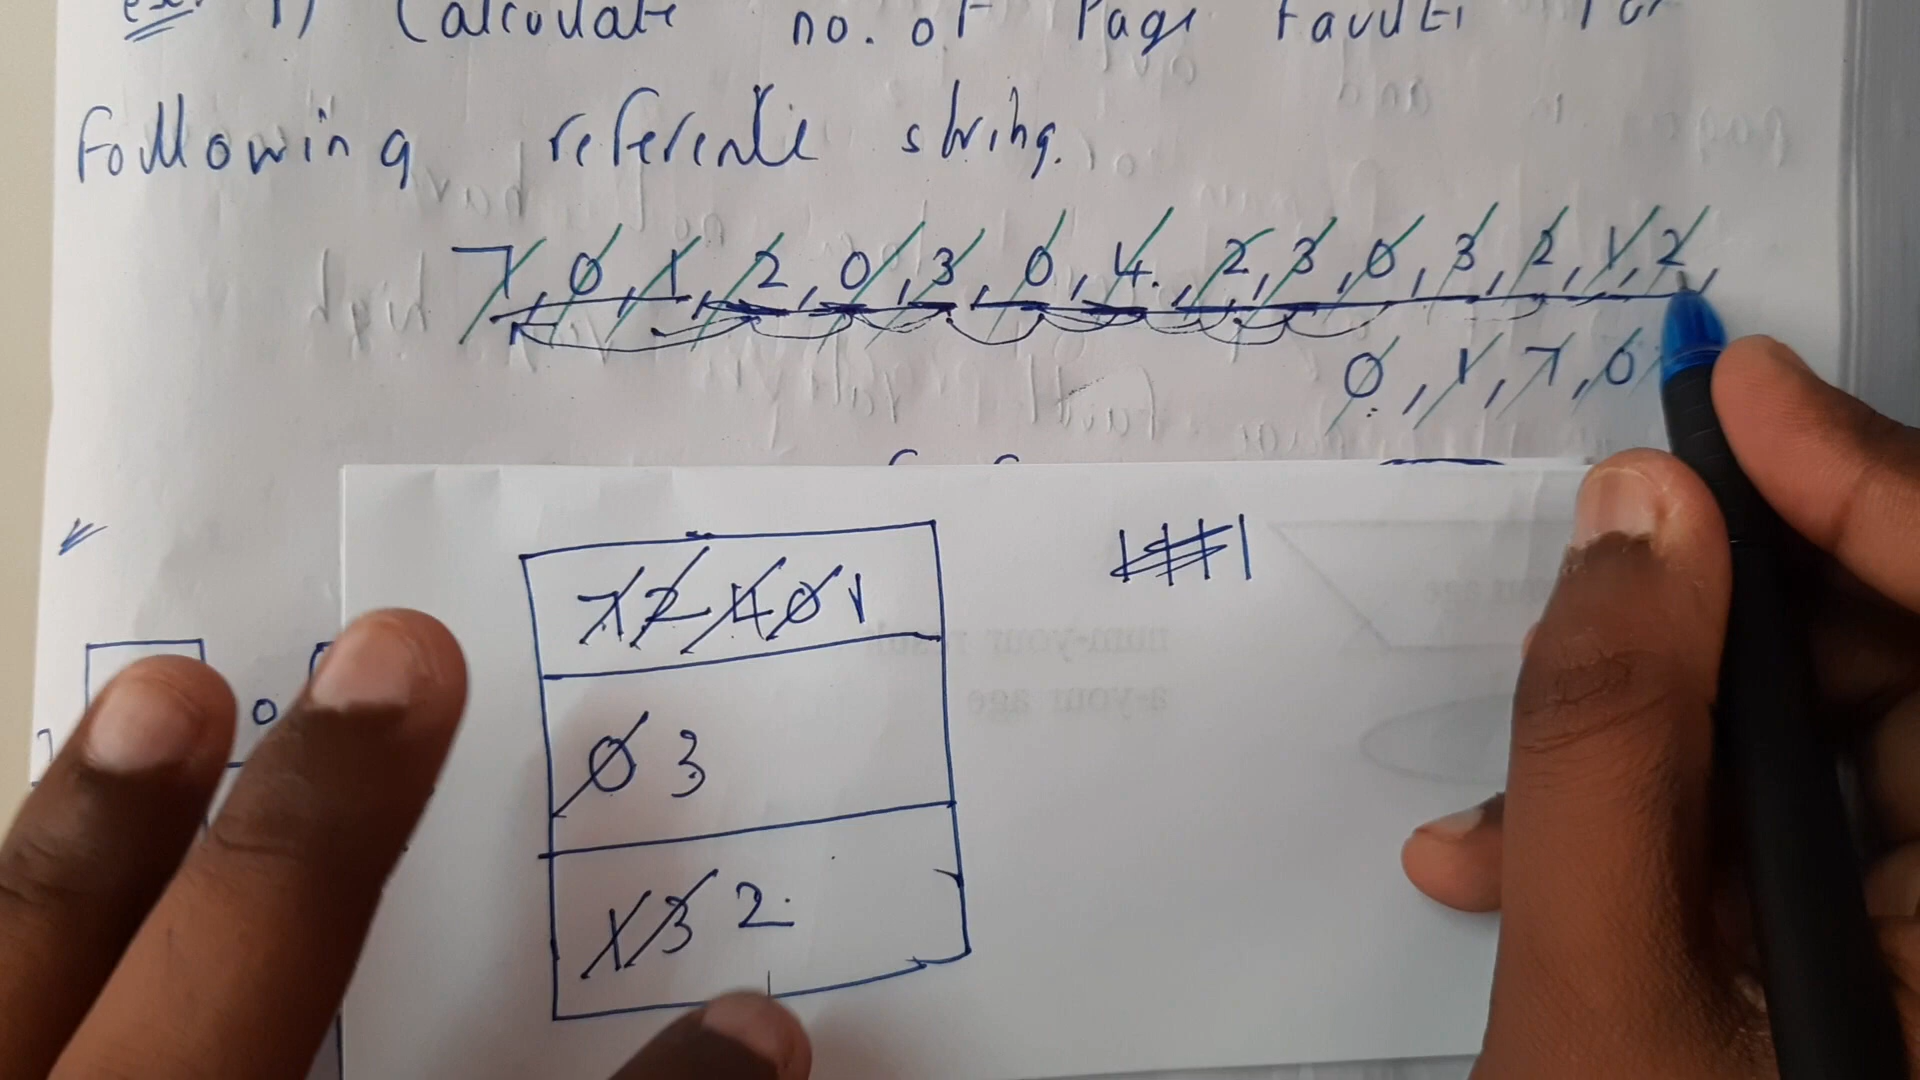 1) Calculate no. of Page Faults For
Following reference string.
7, 0, 1, 2, 0, 3, 0, 4, 2, 3, 0, 3, 2, 1, 2,
0, 1, 7, 0
7 2 4 0 1
0 3
1 3 2
0